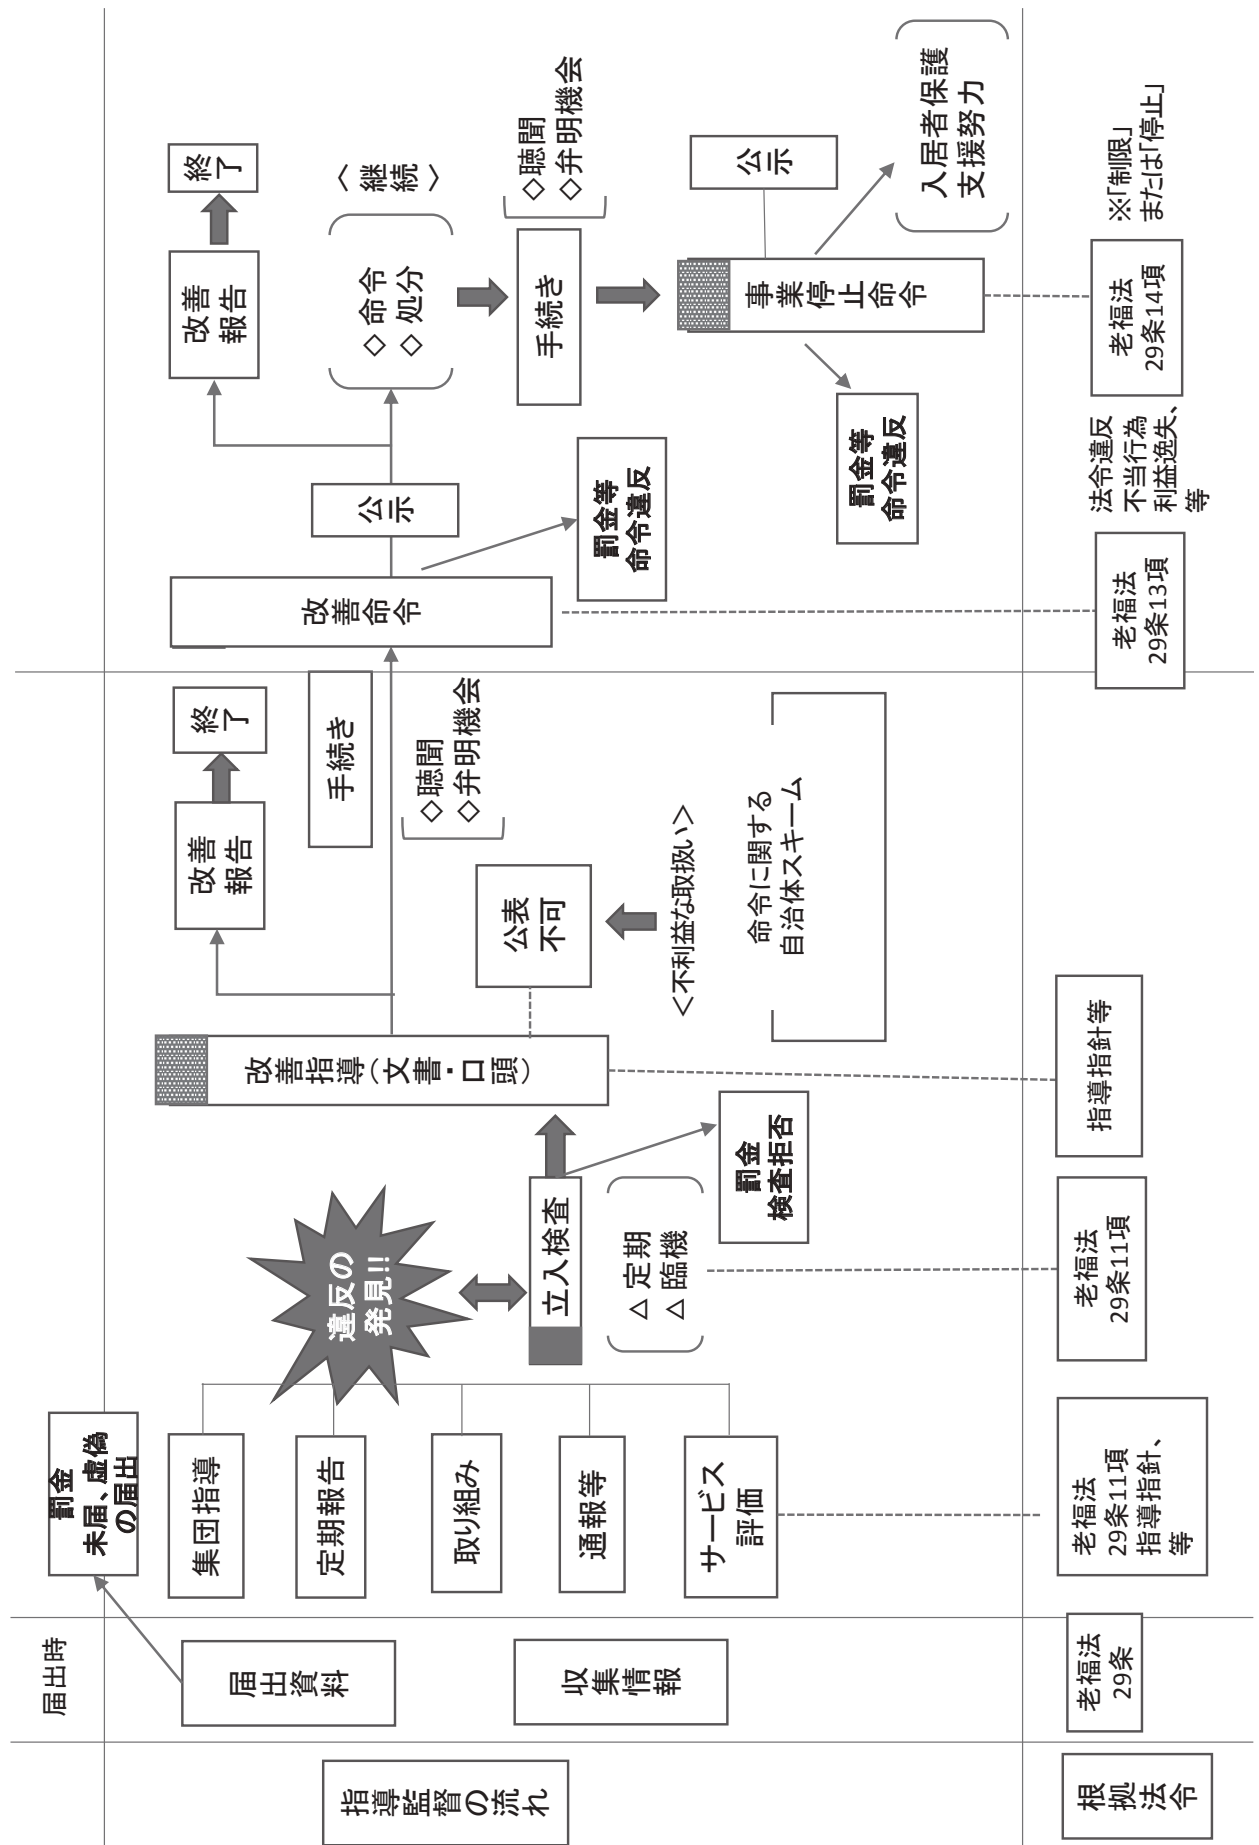 指導監督の流れ
根拠法令
届出時
届出資料
収集情報
老福法
29条
罰金
未届、虚偽
の届出
集団指導
定期報告
取り組み
通報等
サービス
評価
老福法
29条11項
指導指針、
等
違反の
発見!!
立入検査
△ 定期
△ 臨機
罰金
検査拒否
老福法
29条11項
改善指導(文書・口頭)
指導指針等
公表
不可
<不利益な取扱い>
命令に関する
自治体スキーム
改善
報告
終了
手続き
◇聴聞
◇弁明機会
改善命令
公示
罰金等
命令違反
老福法
29条13項
改善
報告
終了
◇ 命令
◇ 処分
〈 継続 〉
手続き
◇聴聞
◇弁明機会
事業停止命令
公示
罰金等
命令違反
入居者保護
支援努力
法令違反
不当行為
利益逸失、
等
老福法
29条14項
※「制限」
または「停止」